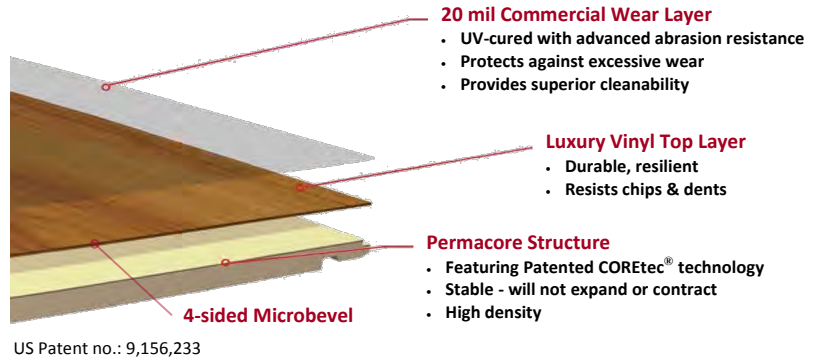 20 mil Commercial Wear Layer
• UV-cured with advanced abrasion resistance
• Protects against excessive wear
• Provides superior cleanability
Luxury Vinyl Top Layer
• Durable, resilient
• Resists chips & dents
Permacore Structure
• Featuring Patented COREtec® technology
• Stable - will not expand or contract
• High density
4-sided Microbevel
US Patent no.: 9,156,233